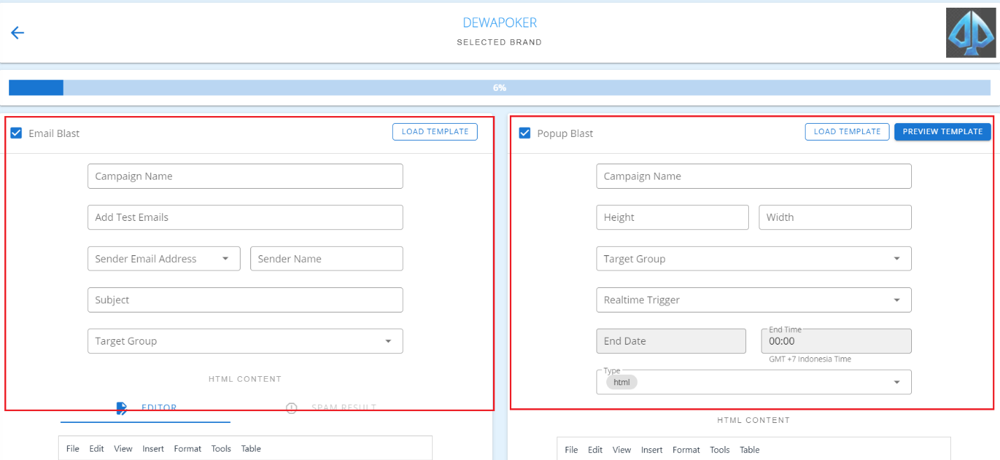 DEWAPOKER
SELECTED BRAND
6%
Email Blast
LOAD TEMPLATE
Campaign Name
Add Test Emails
Sender Email Address
Sender Name
Subject
Target Group
HTML CONTENT
EDITOR
SPAM RESULT
File Edit View Insert Format Tools Table
Popup Blast
LOAD TEMPLATE
PREVIEW TEMPLATE
Campaign Name
Height
Width
Target Group
Realtime Trigger
End Date
End Time
00:00
GMT +7 Indonesia Time
Type
html
HTML CONTENT
File Edit View Insert Format Tools Table